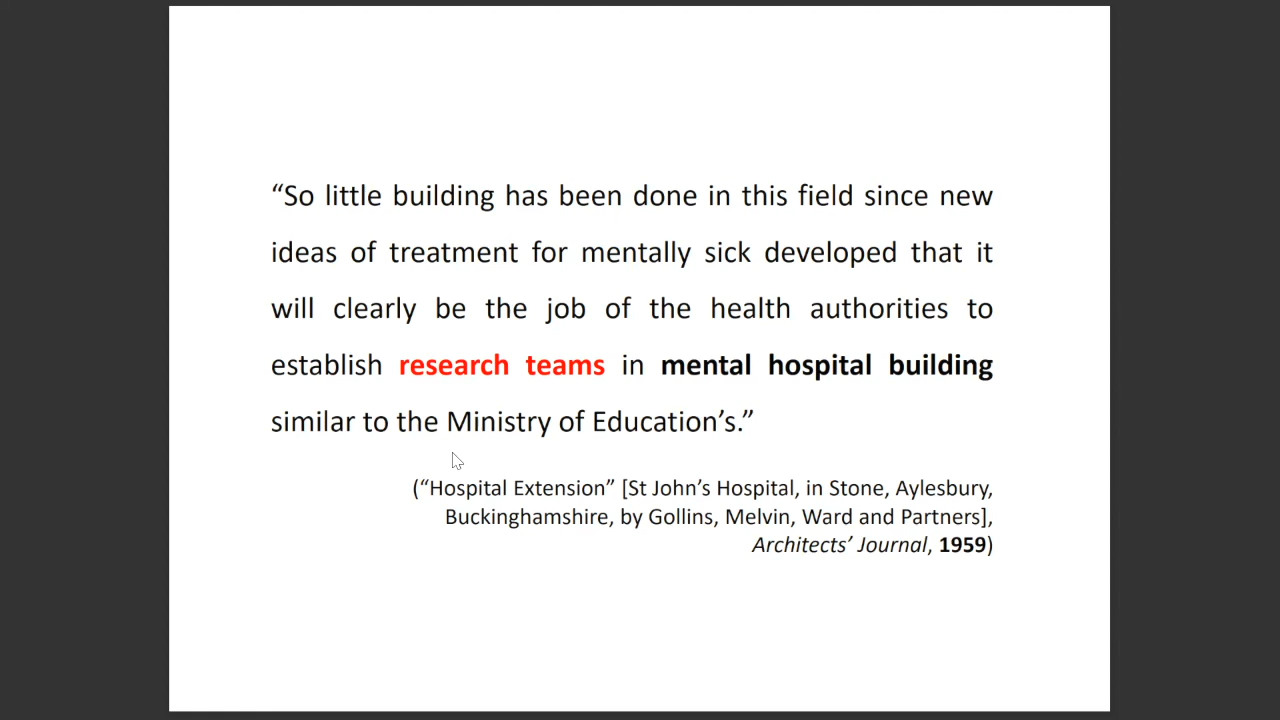 “So little building has been done in this field since new
ideas of treatment for mentally sick developed that it
will clearly be the job of the health authorities to
establish research teams in mental hospital building
similar to the Ministry of Education’s.”
(“Hospital Extension” [St John’s Hospital, in Stone, Aylesbury,
Buckinghamshire, by Gollins, Melvin, Ward and Partners],
Architects’ Journal, 1959)